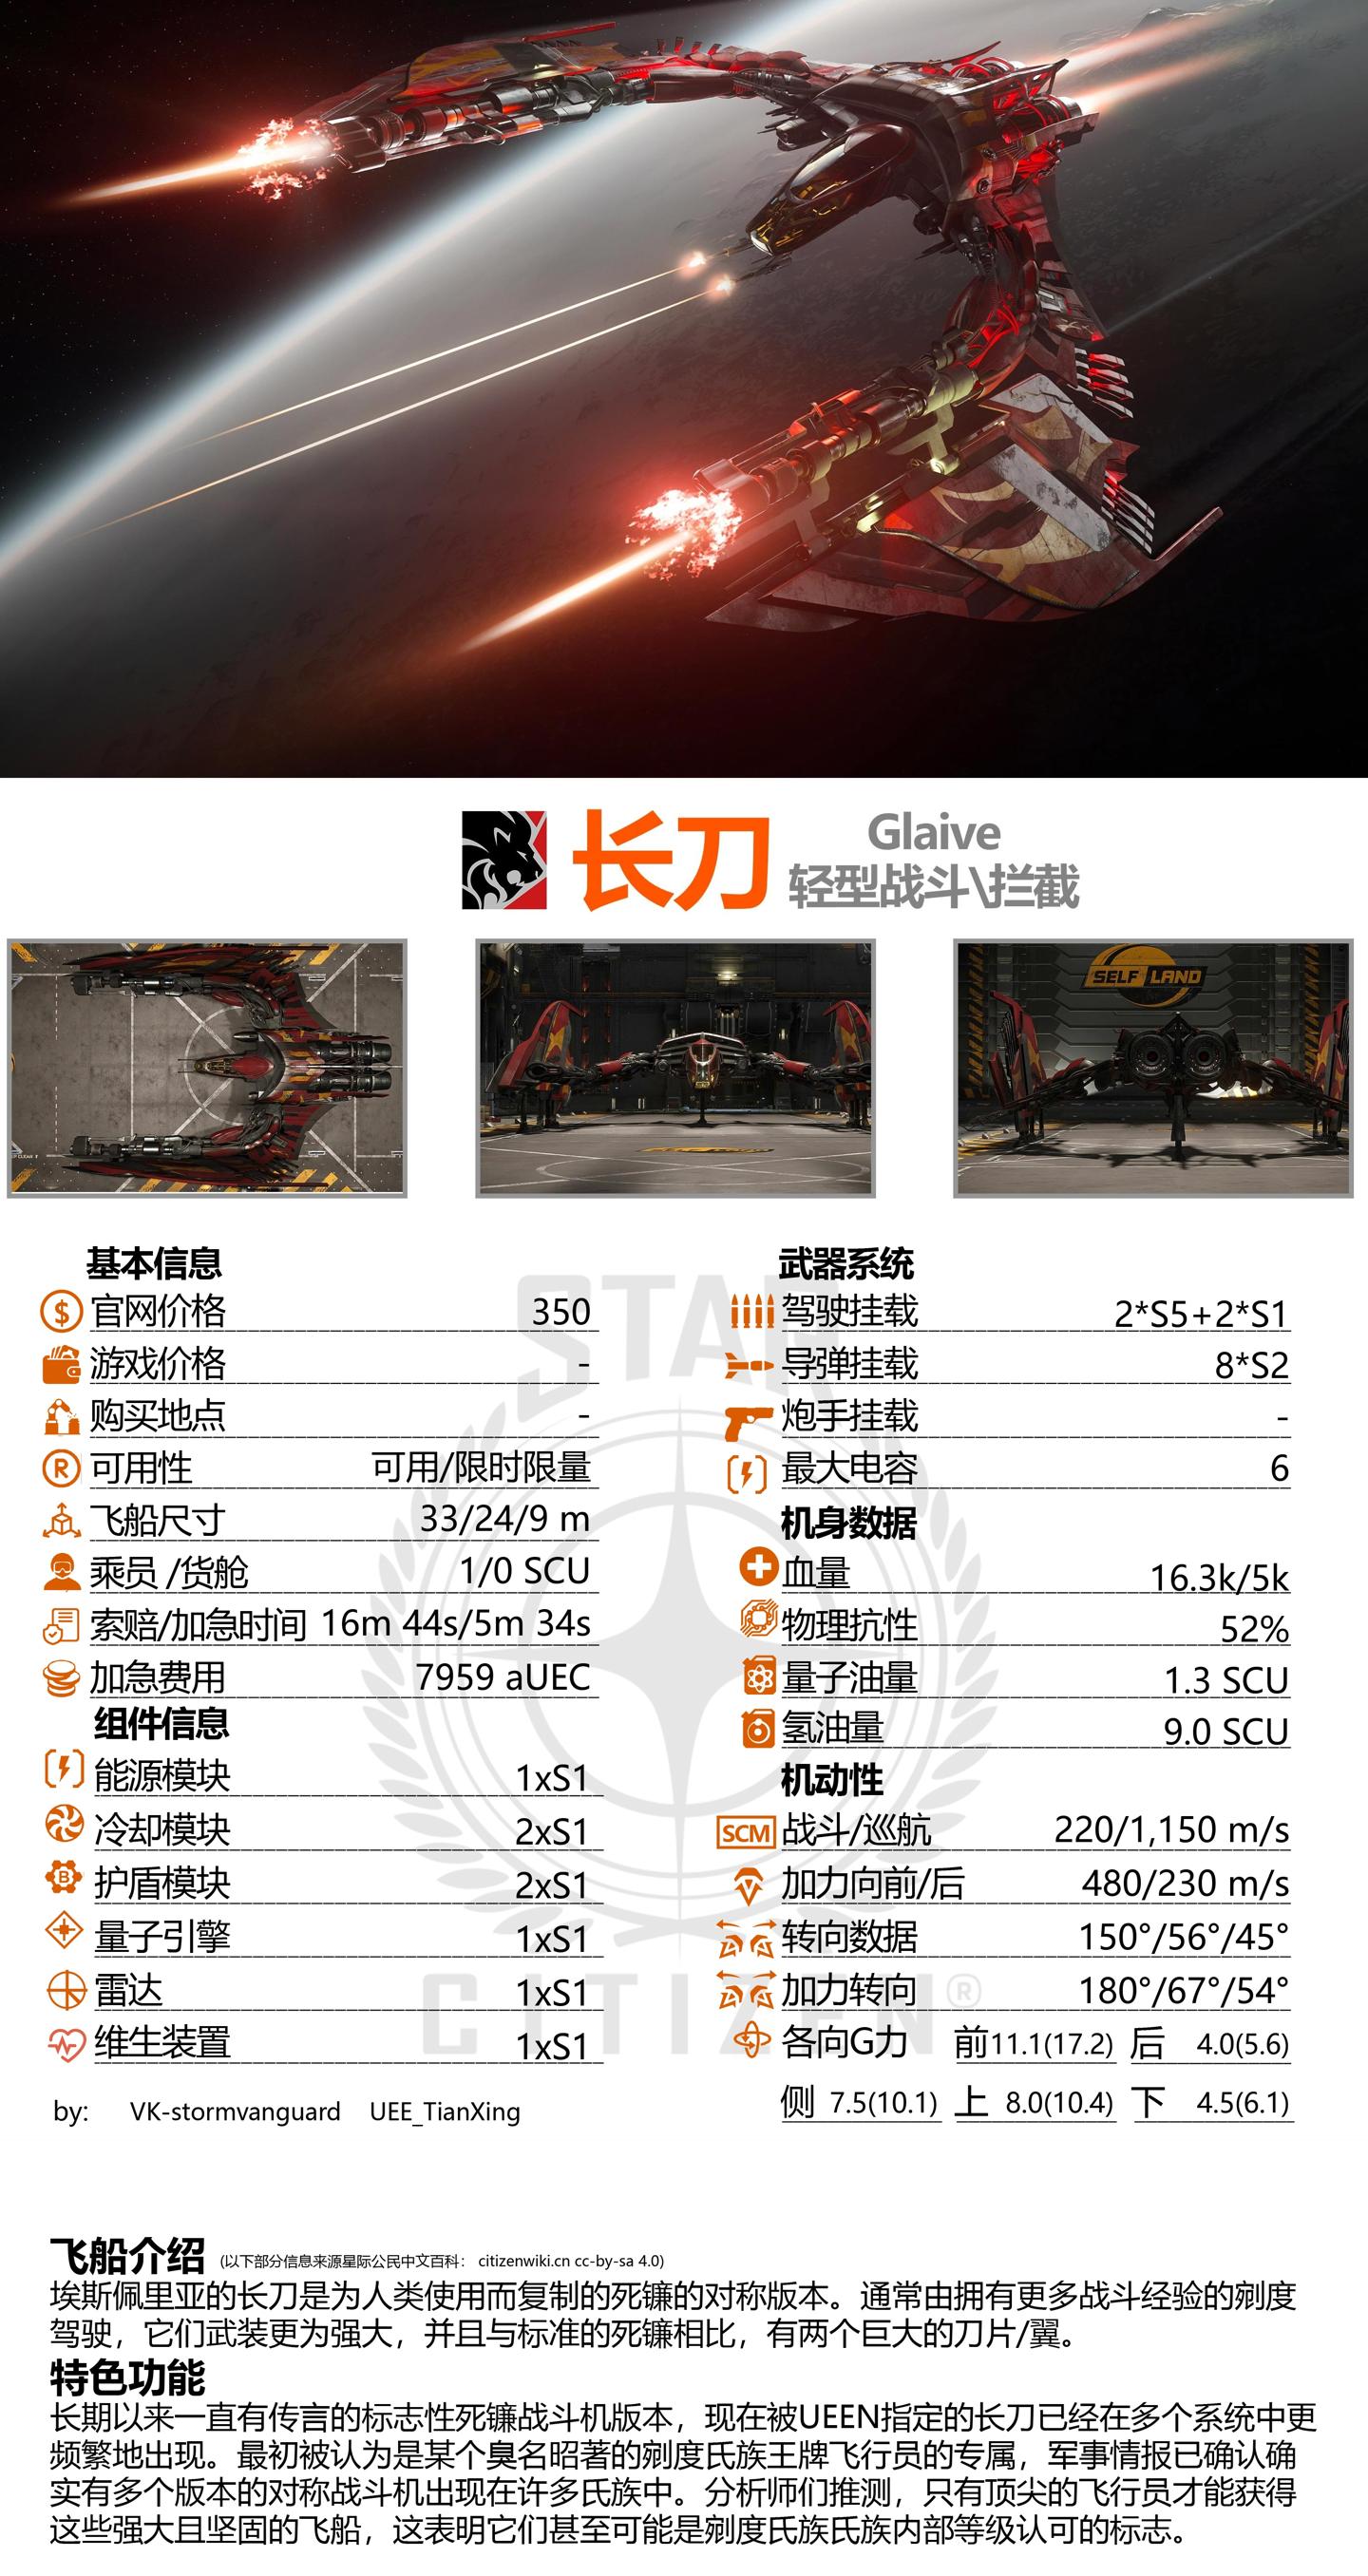 长刀
Glaive
轻型战斗\拦截
SELF LAND
基本信息
官网价格 350
游戏价格 -
购买地点 -
可用性 可用/限时限量
飞船尺寸 33/24/9 m
乘员 /货舱 1/0 SCU
索赔/加急时间 16m 44s/5m 34s
加急费用 7959 aUEC
组件信息
能源模块 1xS1
冷却模块 2xS1
护盾模块 2xS1
量子引擎 1xS1
雷达 1xS1
维生装置 1xS1
by: VK-stormvanguard UEE_TianXing
武器系统
驾驶挂载 2*S5+2*S1
导弹挂载 8*S2
炮手挂载 -
最大电容 6
机身数据
血量 16.3k/5k
物理抗性 52%
量子油量 1.3 SCU
氢油量 9.0 SCU
机动性
SCM 战斗/巡航 220/1,150 m/s
加力向前/后 480/230 m/s
转向数据 150°/56°/45°
加力转向 180°/67°/54°
各向G力 前11.1(17.2) 后 4.0(5.6)
侧 7.5(10.1) 上 8.0(10.4) 下 4.5(6.1)
STAR
CITIZEN®
飞船介绍 (以下部分信息来源星际公民中文百科： citizenwiki.cn cc-by-sa 4.0)
埃斯佩里亚的长刀是为人类使用而复制的死镰的对称版本。通常由拥有更多战斗经验的剜度
驾驶，它们武装更为强大，并且与标准的死镰相比，有两个巨大的刀片/翼。
特色功能
长期以来一直有传言的标志性死镰战斗机版本，现在被UEEN指定的长刀已经在多个系统中更
频繁地出现。最初被认为是某个臭名昭著的剜度氏族王牌飞行员的专属，军事情报已确认确
实有多个版本的对称战斗机出现在许多氏族中。分析师们推测，只有顶尖的飞行员才能获得
这些强大且坚固的飞船，这表明它们甚至可能是剜度氏族氏族内部等级认可的标志。